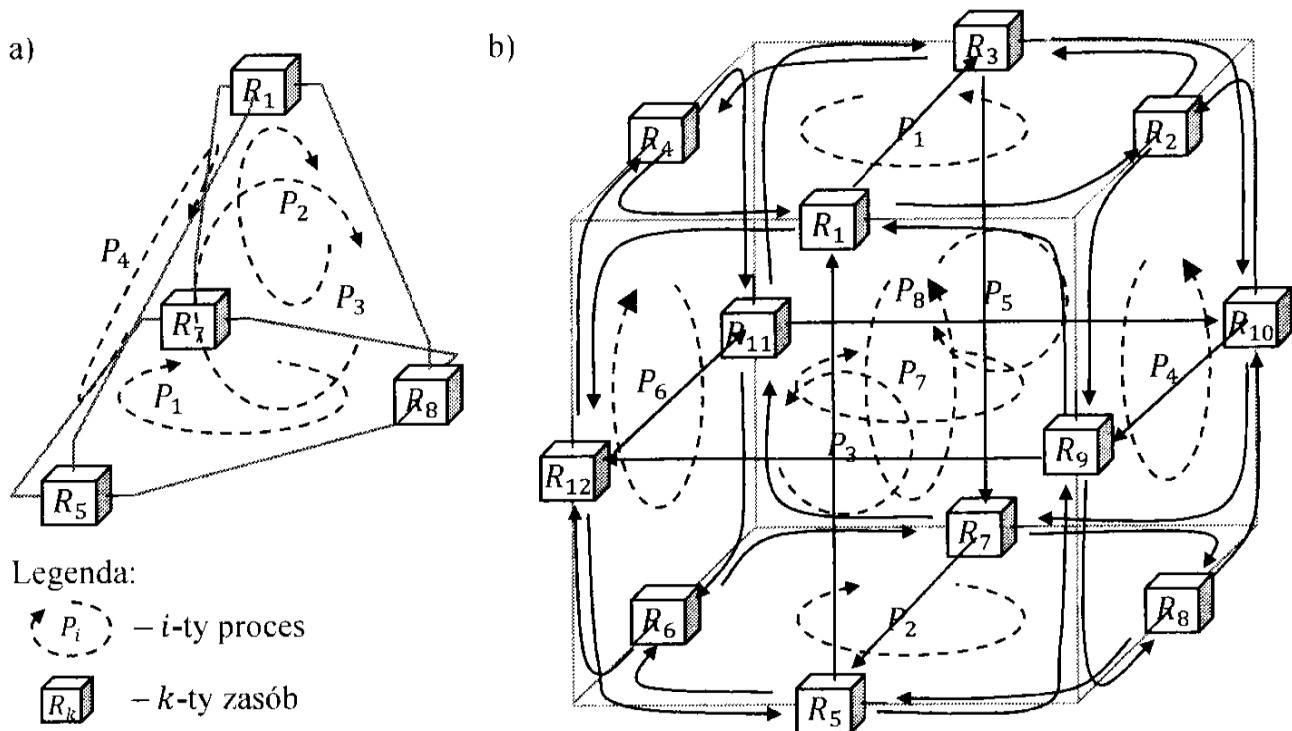 a)
R₁
P₂
P₄
P₃
R₇
P₁
R₈
R₅
Legenda:
Pᵢ – i-ty proces
Rₖ – k-ty zasób
b)
R₃
R₄
P₁
R₂
R₁
P₈
P₅
R₁₁
R₁₀
P₆
P₇
P₄
P₃
R₉
R₁₂
R₇
R₆
P₂
R₈
R₅